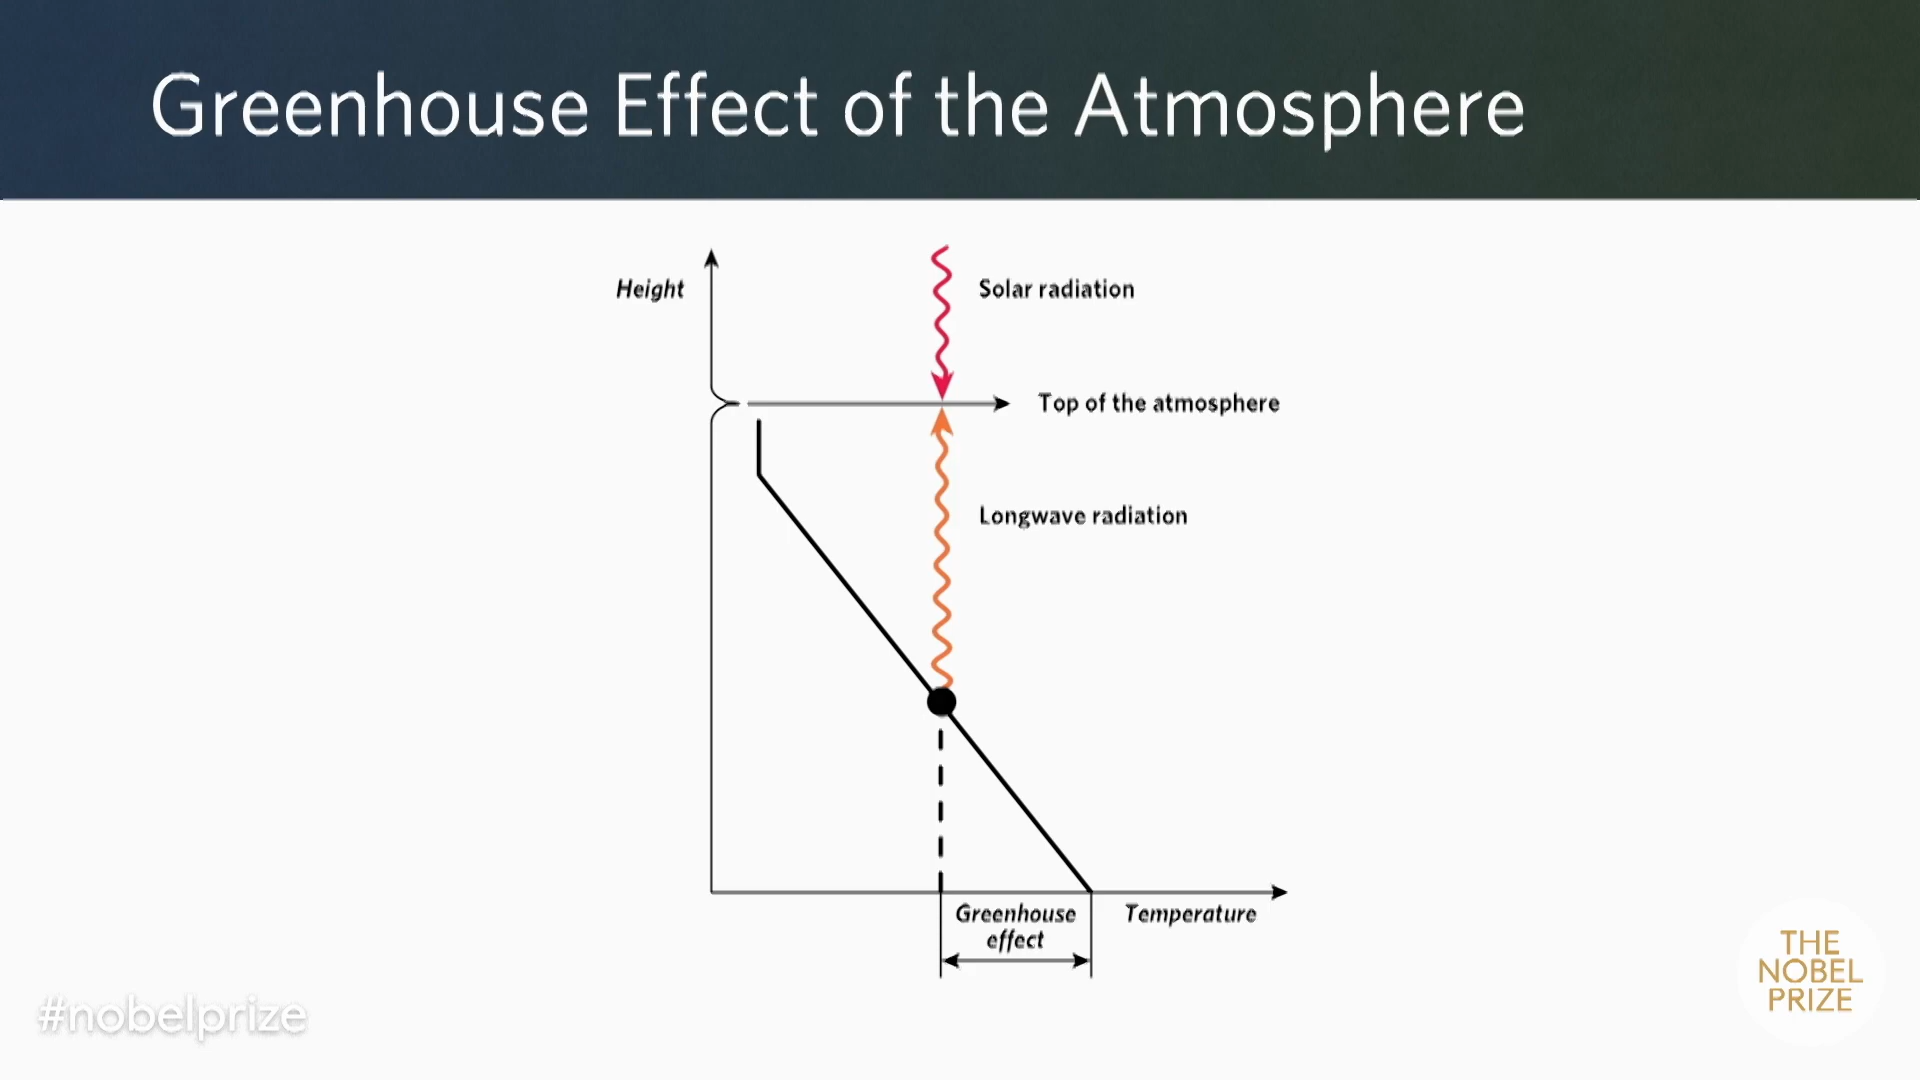 Greenhouse Effect of the Atmosphere
Height
Solar radiation
Top of the atmosphere
Longwave radiation
Greenhouse
effect
Temperature
#nobelprize
THE
NOBEL
PRIZE